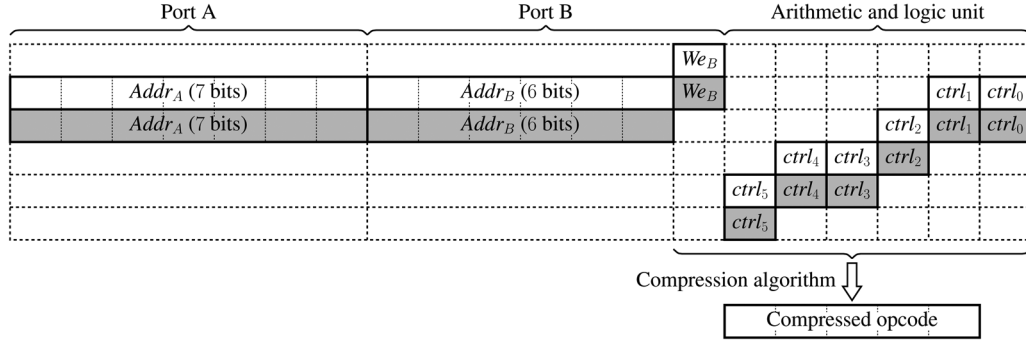 Port A Port B Arithmetic and logic unit
We_B
Addr_A (7 bits) Addr_B (6 bits) We_B ctrl_1 ctrl_0
Addr_A (7 bits) Addr_B (6 bits) ctrl_2 ctrl_1 ctrl_0
ctrl_4 ctrl_3 ctrl_2
ctrl_5 ctrl_4 ctrl_3
ctrl_5
Compression algorithm
Compressed opcode